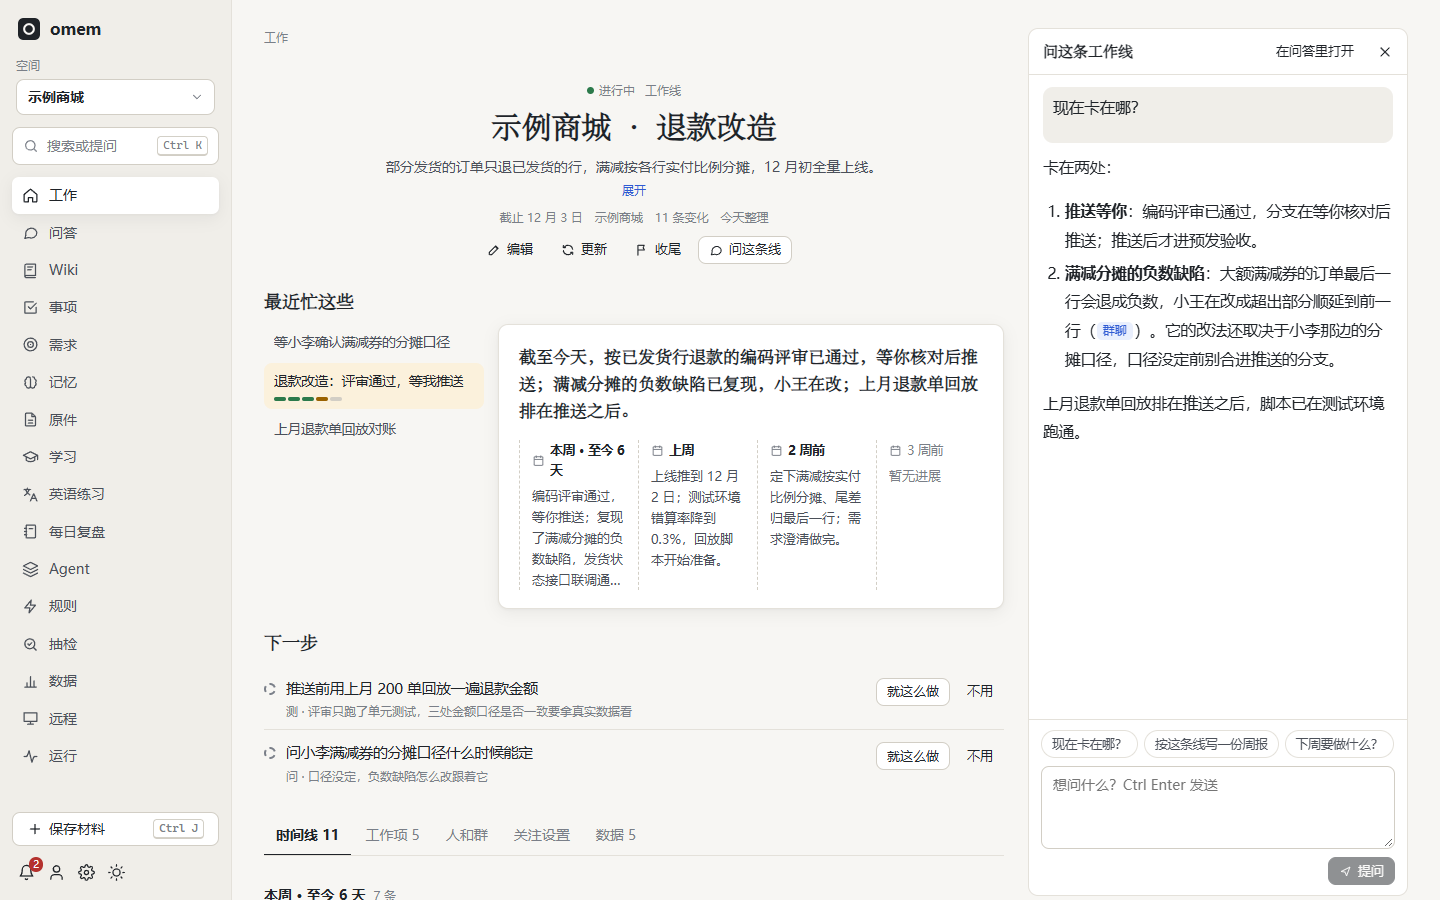 omem
空间
示例商城
搜索或提问 Ctrl K
工作
问答
Wiki
事项
需求
记忆
原件
学习
英语练习
每日复盘
Agent
规则
抽检
数据
远程
运行
保存材料 Ctrl J
2
工作
进行中 工作线
示例商城 · 退款改造
部分发货的订单只退已发货的行，满减按各行实付比例分摊，12 月初全量上线。
展开
截止 12 月 3 日 示例商城 11 条变化 今天整理
编辑 更新 收尾 问这条线
最近忙这些
等小李确认满减券的分摊口径
退款改造：评审通过，等我推送
上月退款单回放对账
截至今天，按已发货行退款的编码评审已通过，等你核对后推
送；满减分摊的负数缺陷已复现，小王在改；上月退款单回放
排在推送之后。
本周 • 至今 6
天
编码评审通过，
等你推送；复现
了满减分摊的负
数缺陷，发货状
态接口联调通...
上周
上线推到 12 月
2 日；测试环境
错算率降到
0.3%，回放脚
本开始准备。
2 周前
定下满减按实付
比例分摊、尾差
归最后一行；需
求澄清做完。
3 周前
暂无进展
下一步
推送前用上月 200 单回放一遍退款金额
测 · 评审只跑了单元测试，三处金额口径是否一致要拿真实数据看
就这么做 不用
问小李满减券的分摊口径什么时候能定
问 · 口径没定，负数缺陷怎么改跟着它
就这么做 不用
时间线 11 工作项 5 人和群 关注设置 数据 5
本周 • 至今 6 天 7 条
问这条工作线 在问答里打开
现在卡在哪？
卡在两处：
1. 推送等你：编码评审已通过，分支在等你核对后
推送；推送后才进预发验收。
2. 满减分摊的负数缺陷：大额满减券的订单最后一
行会退成负数，小王在改成超出部分顺延到前一
行（ 群聊 ）。它的改法还取决于小李那边的分
摊口径，口径没定前别合进推送的分支。
上月退款单回放排在推送之后，脚本已在测试环境
跑通。
现在卡在哪？ 按这条线写一份周报 下周要做什么？
想问什么？Ctrl Enter 发送
提问